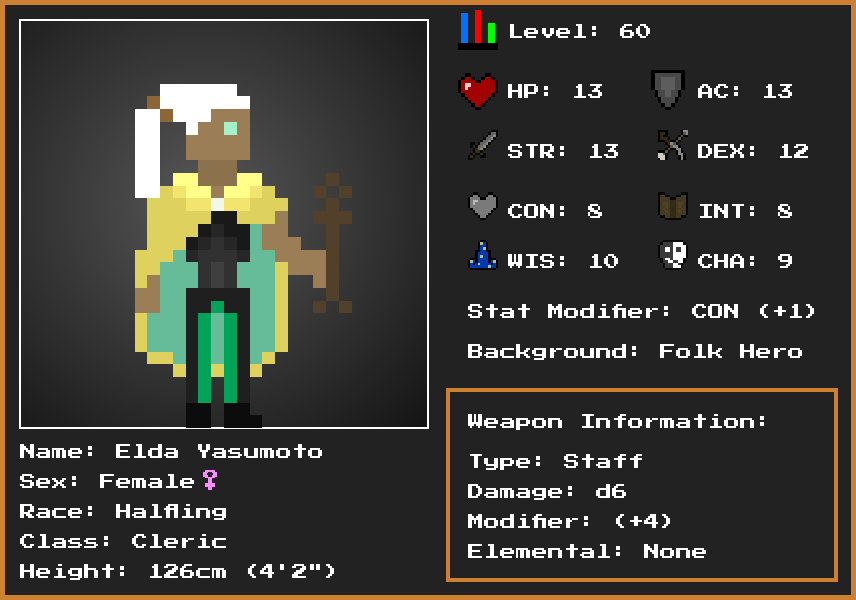 Level: 60
HP: 13
AC: 13
STR: 13
DEX: 12
CON: 8
INT: 8
WIS: 10
CHA: 9
Stat Modifier: CON (+1)
Background: Folk Hero
Weapon Information:
Type: Staff
Damage: d6
Modifier: (+4)
Elemental: None
Name: Elda Yasumoto
Sex: Female♀
Race: Halfling
Class: Cleric
Height: 126cm (4'2")